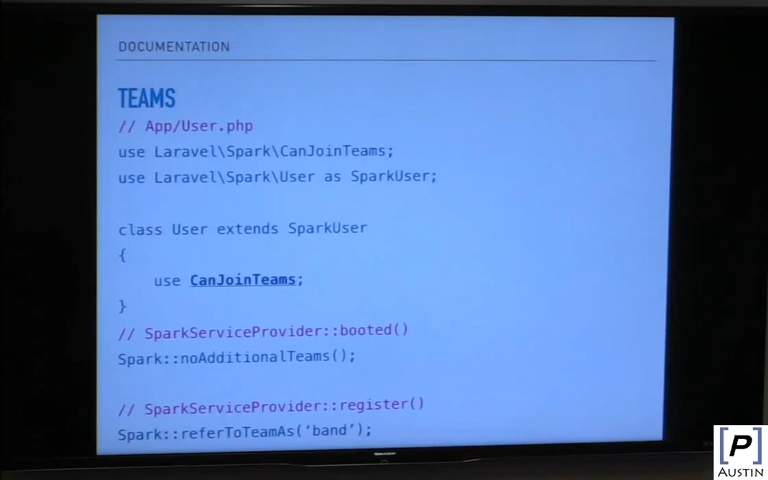 DOCUMENTATION
TEAMS
// App/User.php
use Laravel\Spark\CanJoinTeams;
use Laravel\Spark\User as SparkUser;
class User extends SparkUser
{
use CanJoinTeams;
}
// SparkServiceProvider::booted()
Spark::noAdditionalTeams();
// SparkServiceProvider::register()
Spark::referToTeamAs(‘band’);
[P]
AUSTIN